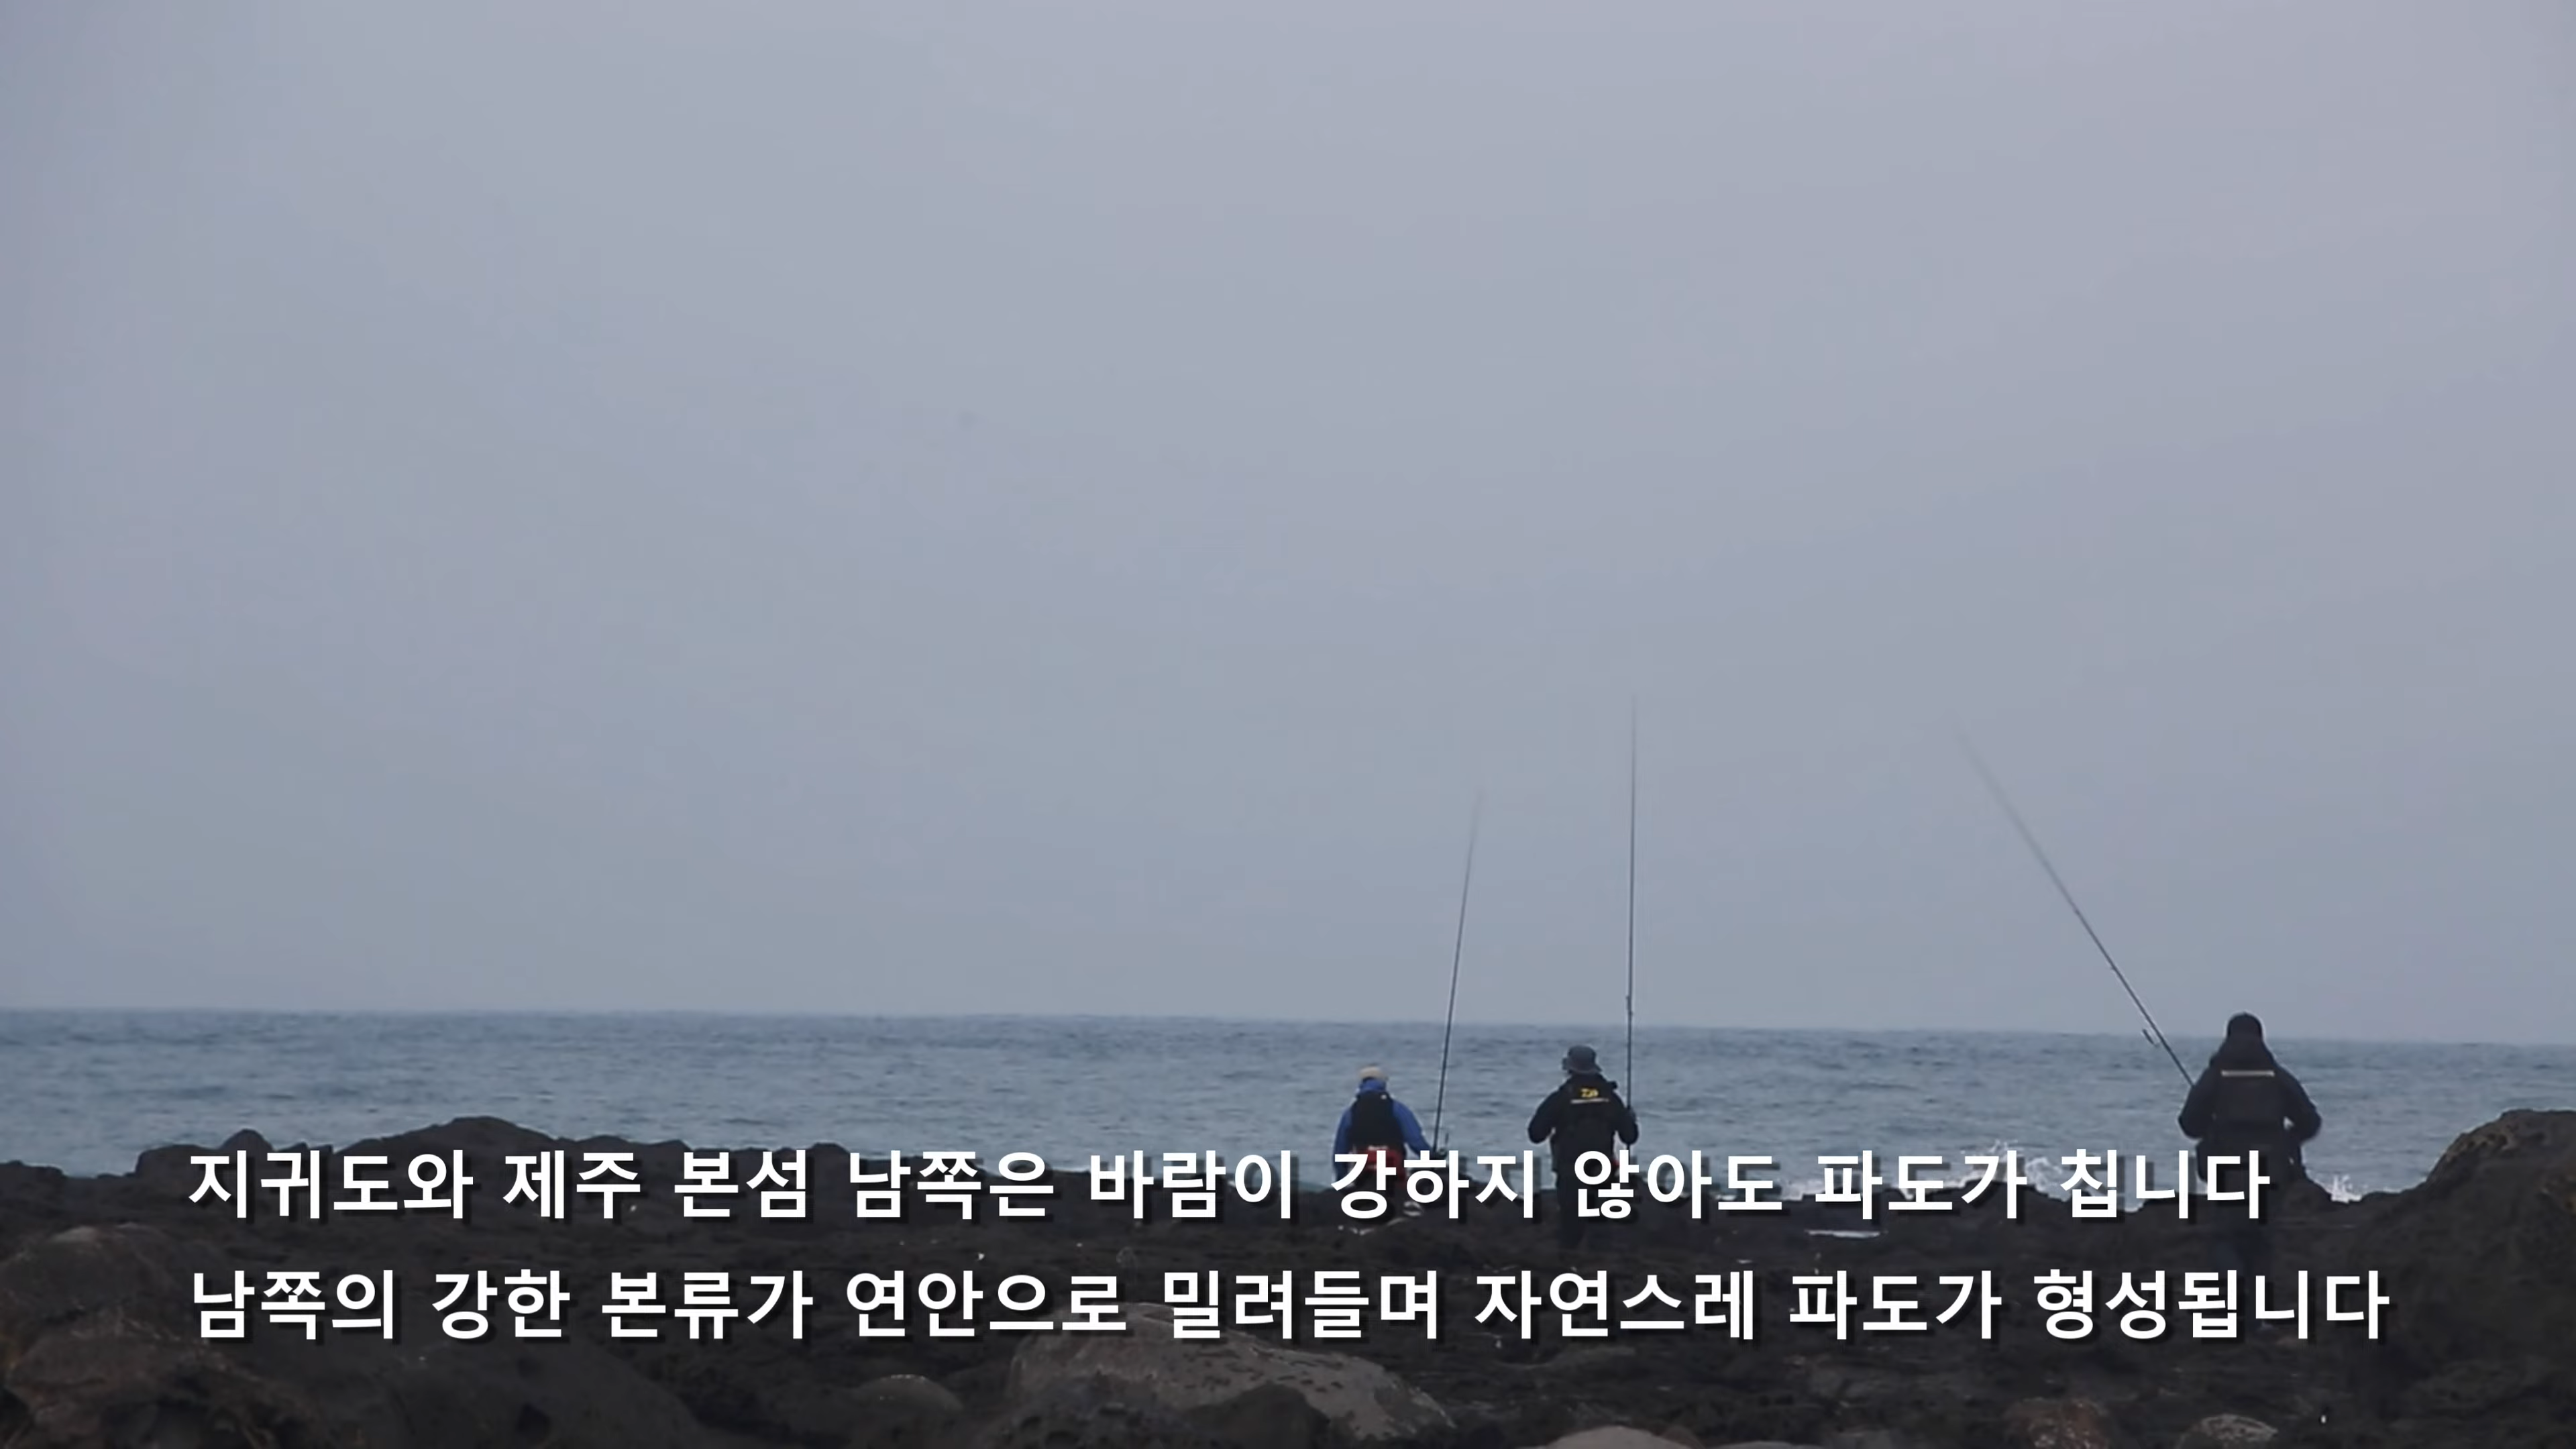 지귀도와 제주 본섬 남쪽은 바람이 강하지 않아도 파도가 칩니다
남쪽의 강한 본류가 연안으로 밀려들며 자연스레 파도가 형성됩니다